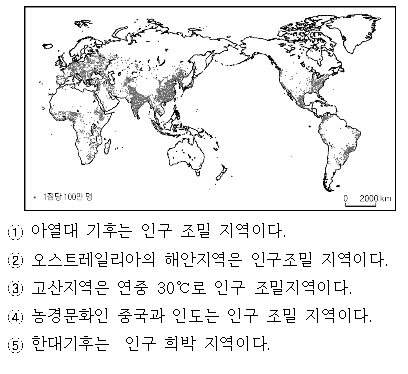 • 1점당 100만 명
0 2000 km
① 아열대 기후는 인구 조밀 지역이다.
② 오스트레일리아의 해안지역은 인구조밀 지역이다.
③ 고산지역은 연중 30℃로 인구 조밀지역이다.
④ 농경문화인 중국과 인도는 인구 조밀 지역이다.
⑤ 한대기후는 인구 희박 지역이다.